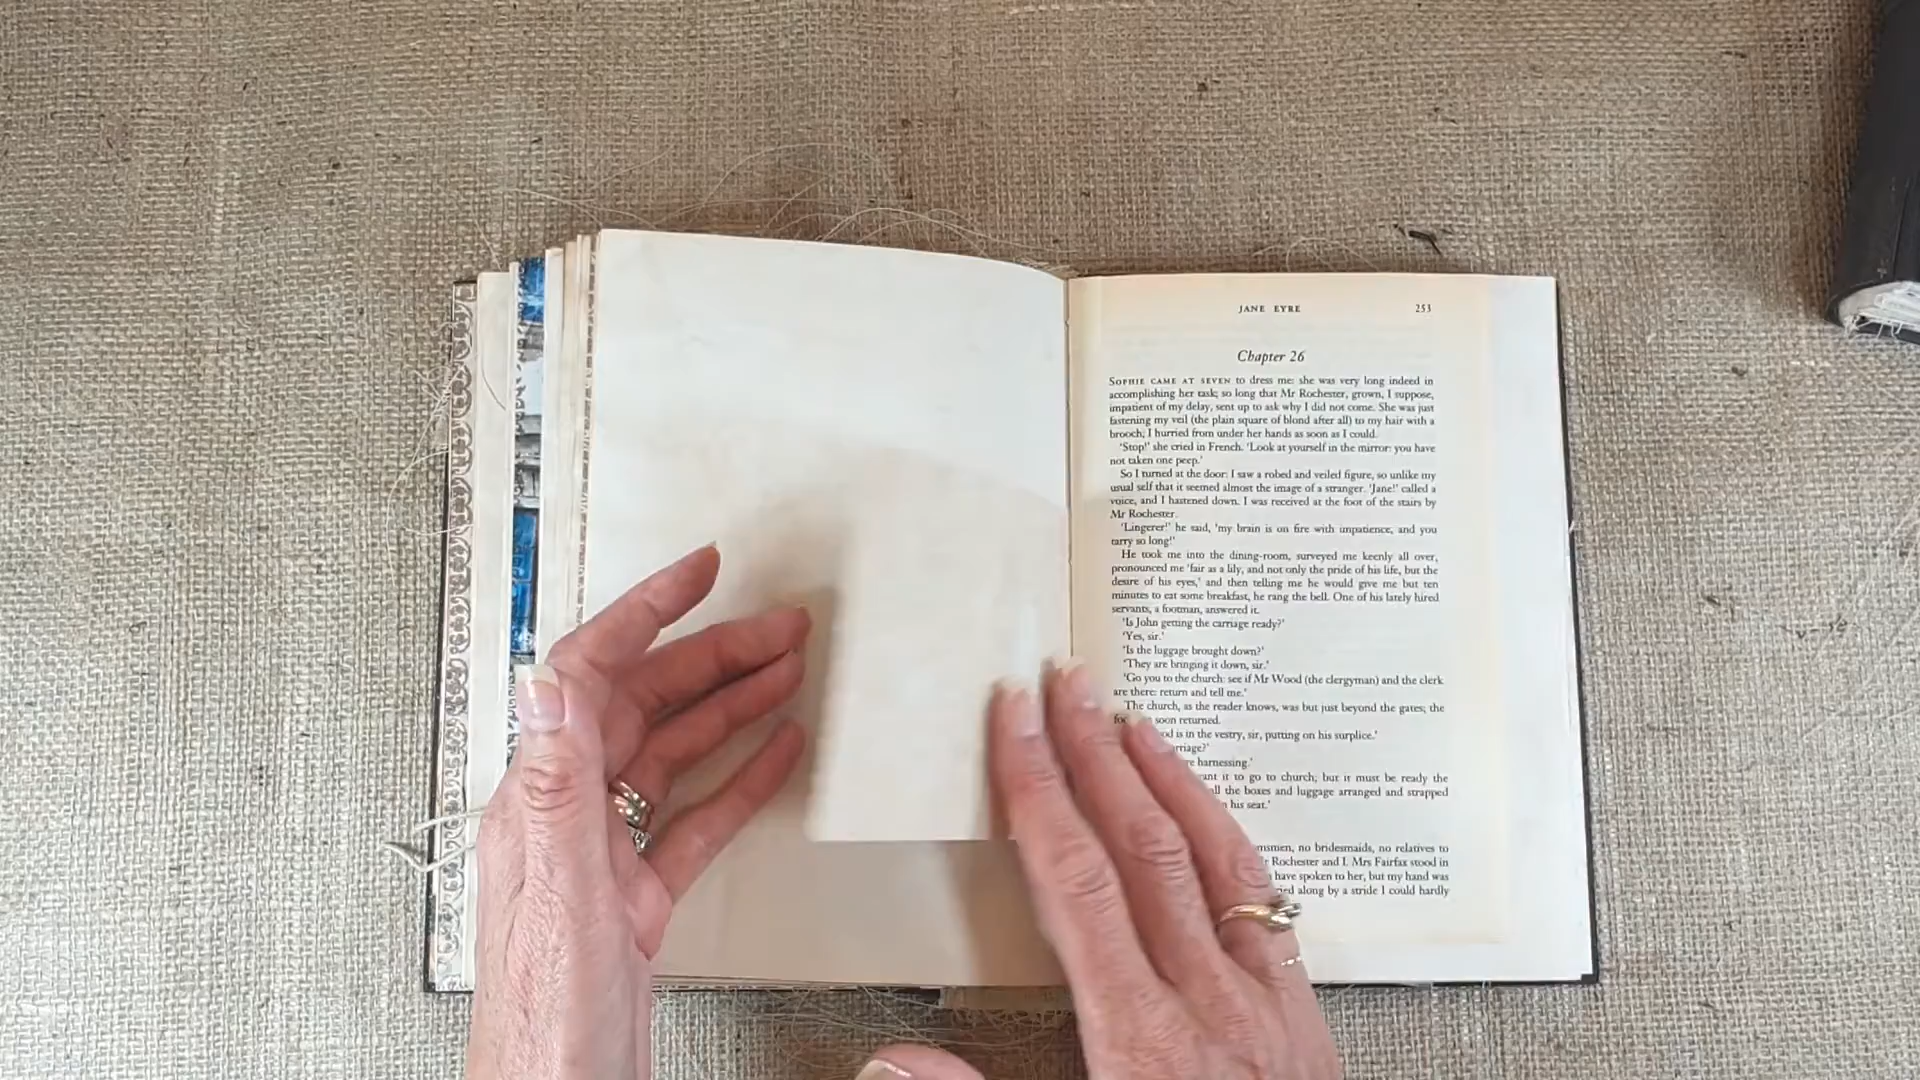 JANE EYRE 253
Chapter 26
SOPHIE CAME AT SEVEN to dress me: she was very long indeed in
accomplishing her task; so long that Mr Rochester, grown, I suppose,
impatient of my delay, sent up to ask why I did not come. She was just
fastening my veil (the plain square of blond after all) to my hair with a
brooch; I hurried from under her hands as soon as I could.
‘Stop!’ she cried in French. ‘Look at yourself in the mirror: you have
not taken one peep.’
So I turned at the door: I saw a robed and veiled figure, so unlike my
usual self that it seemed almost the image of a stranger. ‘Jane!’ called a
voice, and I hastened down. I was received at the foot of the stairs by
Mr Rochester.
‘Lingerer!’ he said, ‘my brain is on fire with impatience, and you
tarry so long!’
He took me into the dining-room, surveyed me keenly all over,
pronounced me ‘fair as a lily, and not only the pride of his life, but the
desire of his eyes,’ and then telling me he would give me but ten
minutes to eat some breakfast, he rang the bell. One of his lately hired
servants, a footman, answered it.
‘Is John getting the carriage ready?’
‘Yes, sir.’
‘Is the luggage brought down?’
‘They are bringing it down, sir.’
‘Go you to the church: see if Mr Wood (the clergyman) and the clerk
are there: return and tell me.’
The church, as the reader knows, was but just beyond the gates; the
soon returned.
is in the vestry, sir, putting on his surplice.’
harnessing.’
it to go to church; but it must be ready the
all the boxes and luggage arranged and strapped
his seat.’
no bridesmaids, no relatives to
Rochester and I. Mrs Fairfax stood in
have spoken to her, but my hand was
along by a stride I could hardly